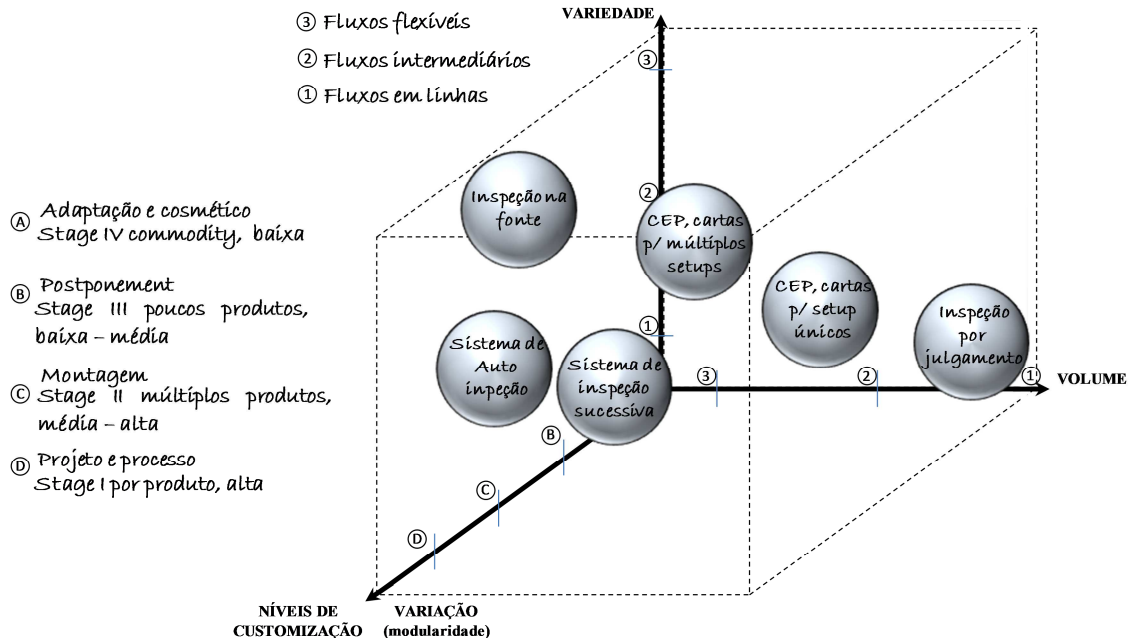 ③ Fluxos flexíveis
② Fluxos intermediários
① Fluxos em linhas
VARIEDADE
③
②
①
Ⓐ Adaptação e cosmético
Stage IV commodity, baixa
Ⓑ Postponement
Stage III poucos produtos,
baixa – média
Ⓒ Montagem
Stage II múltiplos produtos,
média – alta
Ⓓ Projeto e processo
Stage I por produto, alta
Inspeção na
fonte
CEP, cartas
p/ múltiplos
setups
CEP, cartas
p/ setup
únicos
Inspeção
por
julgamento
Sistema de
Auto
inpeção
Sistema de
inspeção
sucessiva
③
②
①
VOLUME
Ⓑ
Ⓒ
Ⓓ
NÍVEIS DE
CUSTOMIZAÇÃO
VARIAÇÃO
(modularidade)